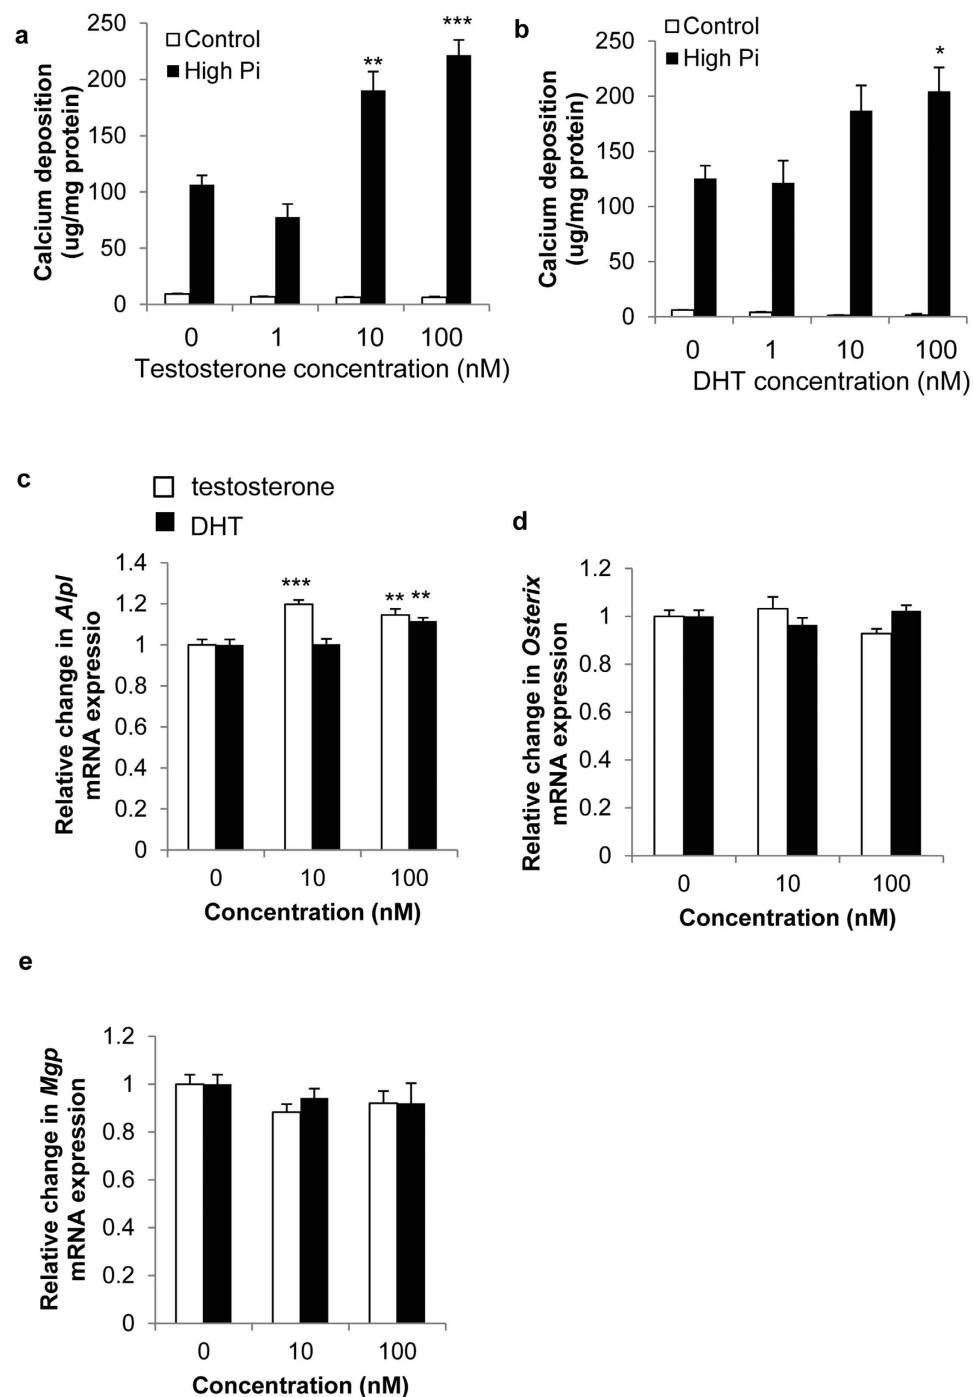 a
Control
High Pi
250
200
150
100
50
0
** ***
0 1 10 100
Testosterone concentration (nM)
Calcium deposition
(ug/mg protein)
b
Control
High Pi
250
200
150
100
50
0
*
0 1 10 100
DHT concentration (nM)
Calcium deposition
(ug/mg protein)
c
testosterone
DHT
1.4
1.2
1
0.8
0.6
0.4
0.2
0
*** ** **
0 10 100
Concentration (nM)
Relative change in Alpl
mRNA expressio
d
1.2
1
0.8
0.6
0.4
0.2
0
0 10 100
Concentration (nM)
Relative change in Osterix
mRNA expression
e
1.2
1
0.8
0.6
0.4
0.2
0
0 10 100
Concentration (nM)
Relative change in Mgp
mRNA expression